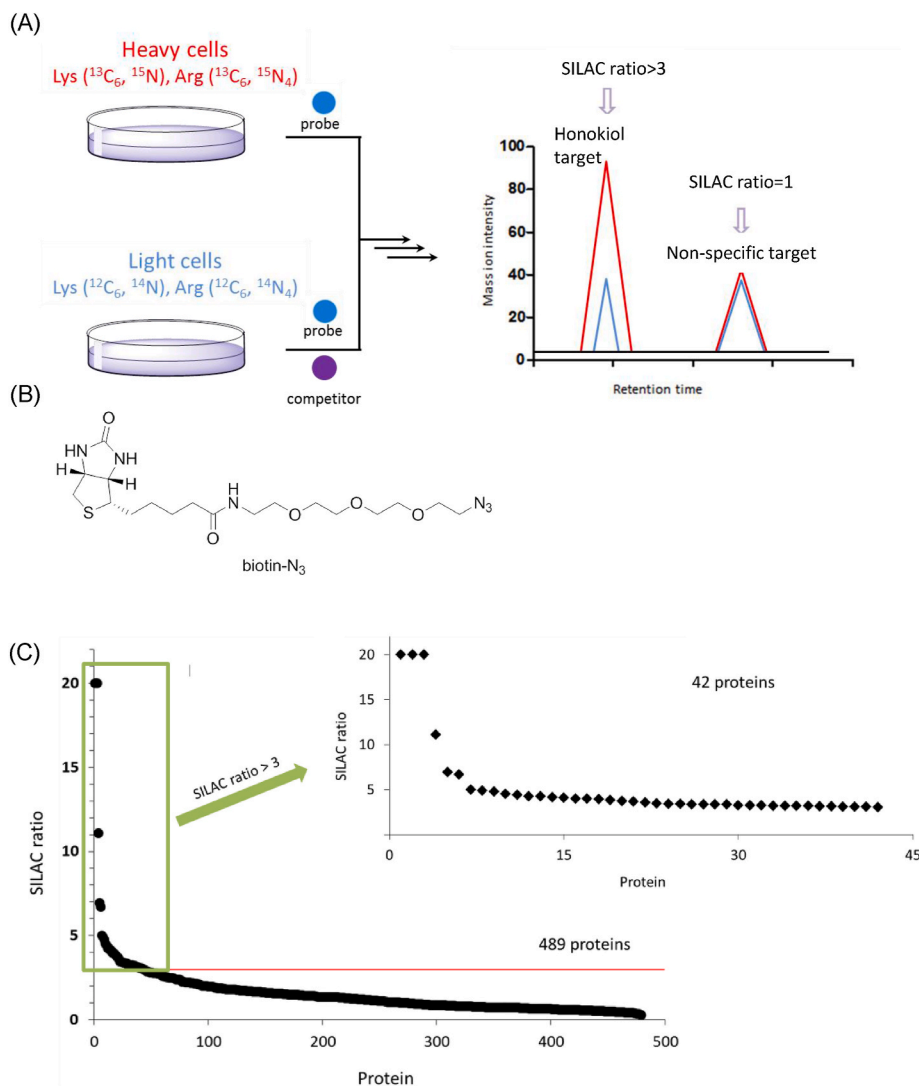 (A)
Heavy cells
Lys (¹³C₆, ¹⁵N), Arg (¹³C₆, ¹⁵N₄)
probe
Light cells
Lys (¹²C₆, ¹⁴N), Arg (¹²C₆, ¹⁴N₄)
probe
competitor
SILAC ratio>3
Honokiol
target
SILAC ratio=1
Non-specific target
Mass ion intensity
100
80
60
40
20
0
Retention time
(B)
O
HN
NH
H
H
S
H
N
O
O
O
O
N₃
biotin-N₃
(C)
SILAC ratio
20
15
10
5
0
SILAC ratio > 3
489 proteins
0
100
200
300
400
500
Protein
SILAC ratio
20
15
10
5
42 proteins
0
15
30
45
Protein